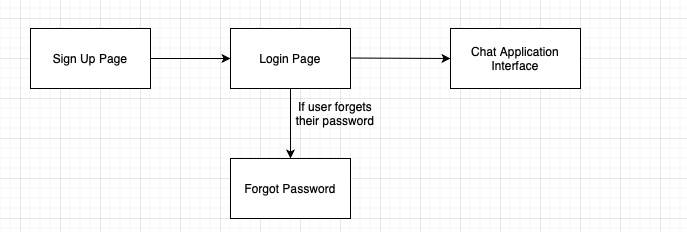 Sign Up Page
Login Page
Chat Application
Interface
If user forgets
their password
Forgot Password